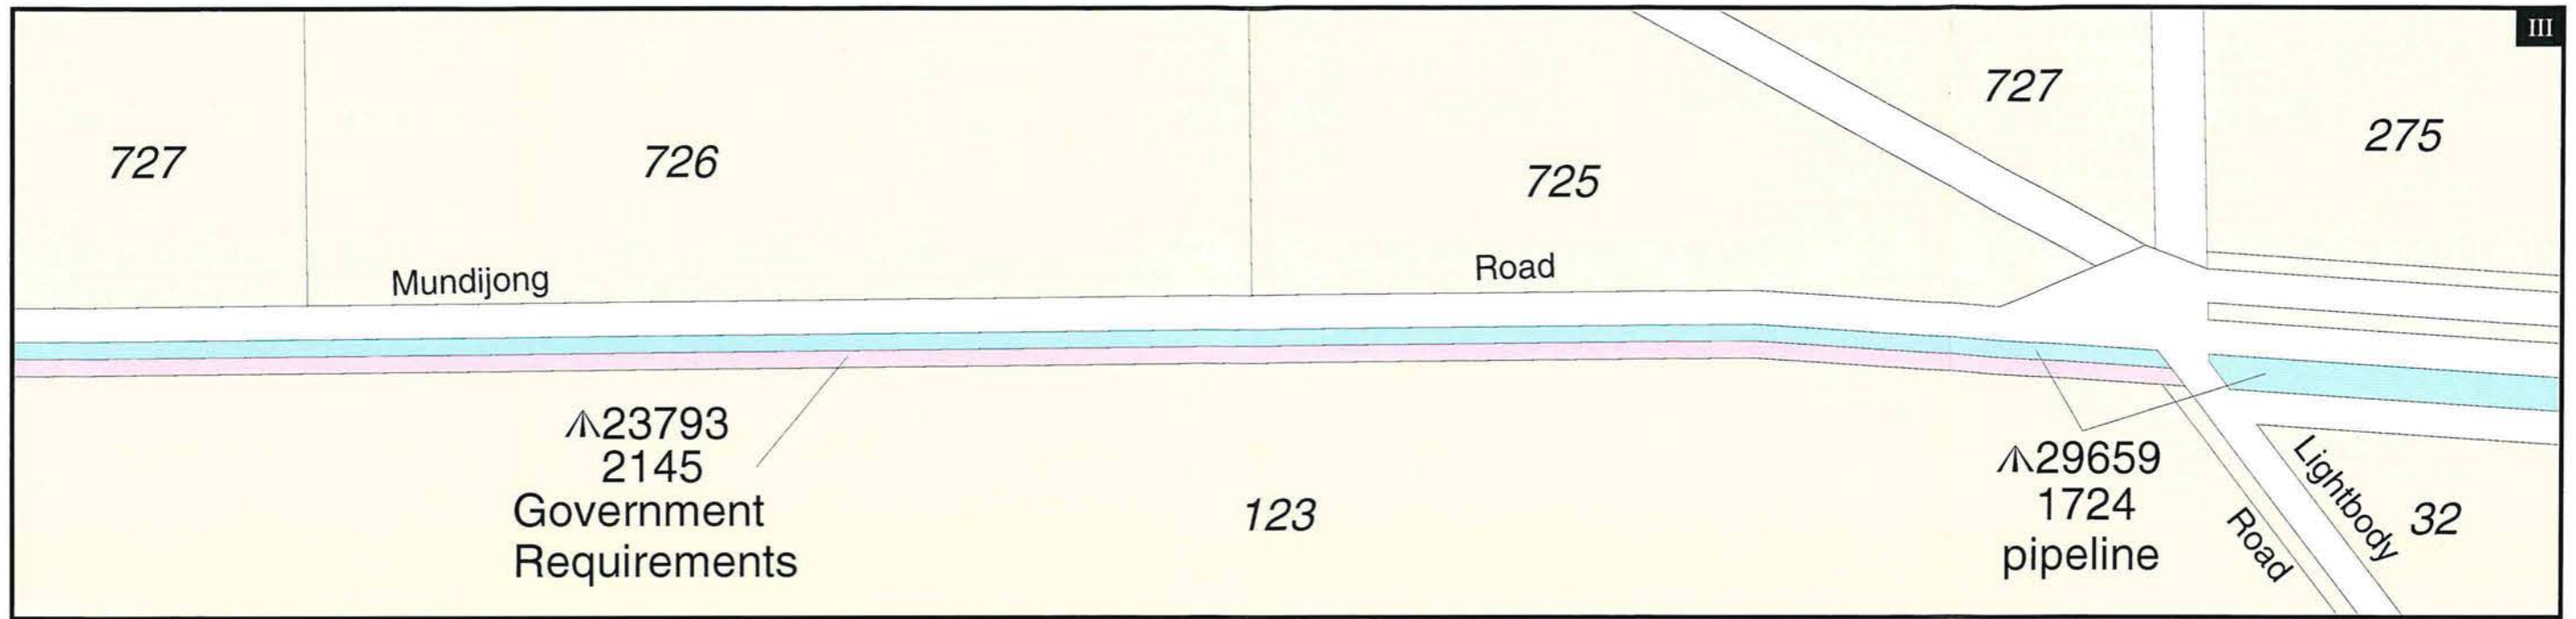 III
727
275
727
726
725
Mundijong
Road
23793
2145
Government
Requirements
123
29659
1724
pipeline
Lightbody
Road
32